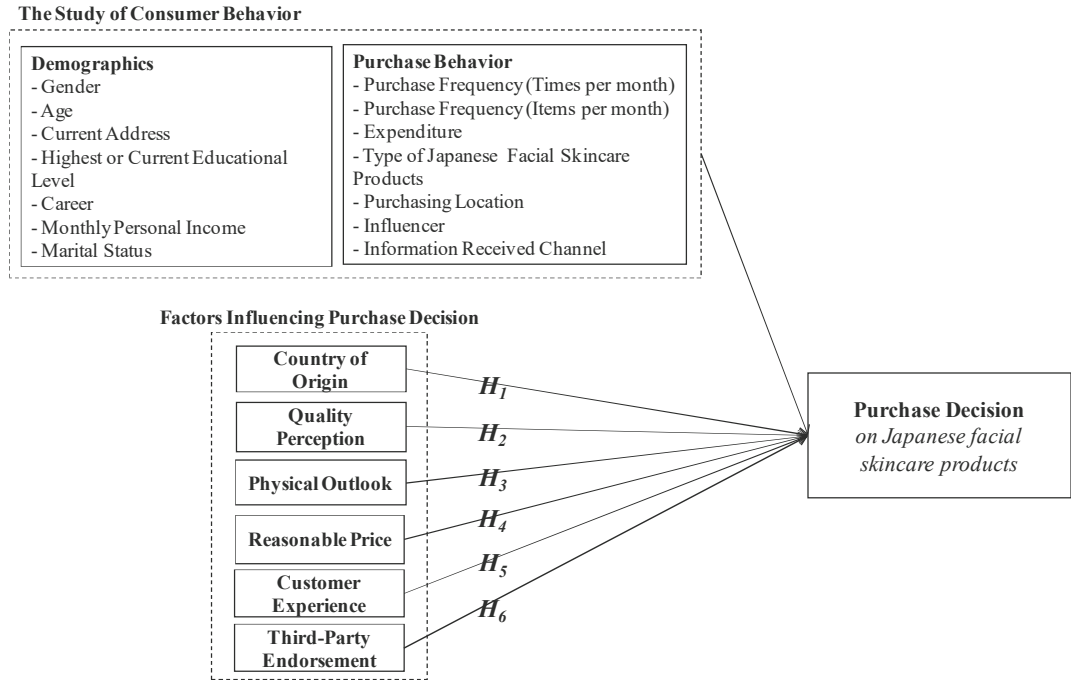 The Study of Consumer Behavior
Demographics
- Gender
- Age
- Current Address
- Highest or Current Educational
Level
- Career
- Monthly Personal Income
- Marital Status
Purchase Behavior
- Purchase Frequency (Times per month)
- Purchase Frequency (Items per month)
- Expenditure
- Type of Japanese Facial Skincare
Products
- Purchasing Location
- Influencer
- Information Received Channel
Factors Influencing Purchase Decision
Country of
Origin
Quality
Perception
Physical Outlook
Reasonable Price
Customer
Experience
Third-Party
Endorsement
H1
H2
H3
H4
H5
H6
Purchase Decision
on Japanese facial
skincare products